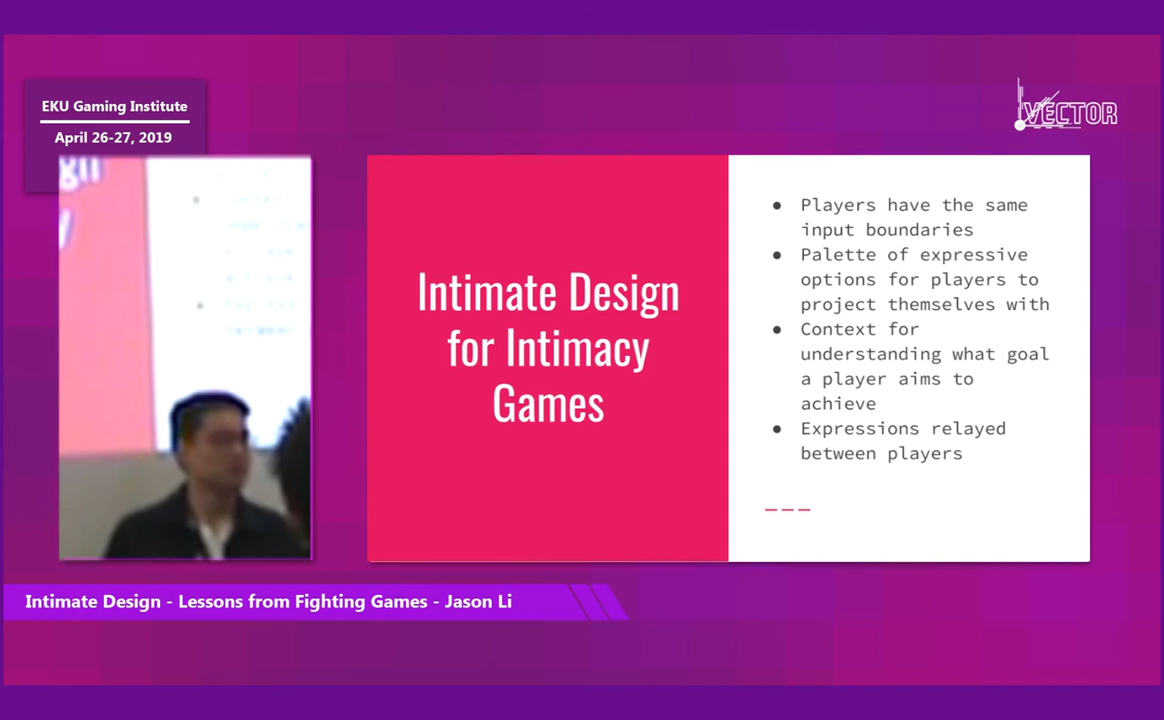 EKU Gaming Institute
April 26-27, 2019
VECTOR
Intimate Design
for Intimacy
Games
● Players have the same
input boundaries
● Palette of expressive
options for players to
project themselves with
● Context for
understanding what goal
a player aims to
achieve
● Expressions relayed
between players
Intimate Design - Lessons from Fighting Games - Jason Li